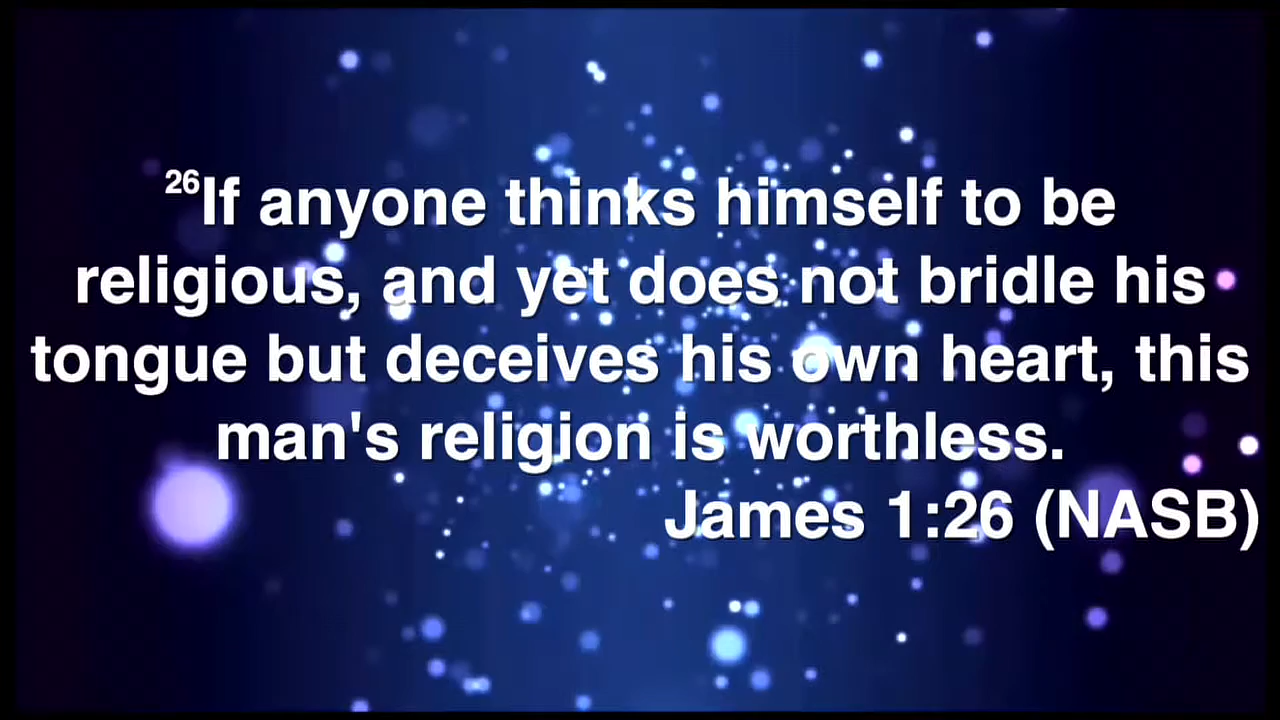 26If anyone thinks himself to be
religious, and yet does not bridle his
tongue but deceives his own heart, this
man's religion is worthless.
James 1:26 (NASB)